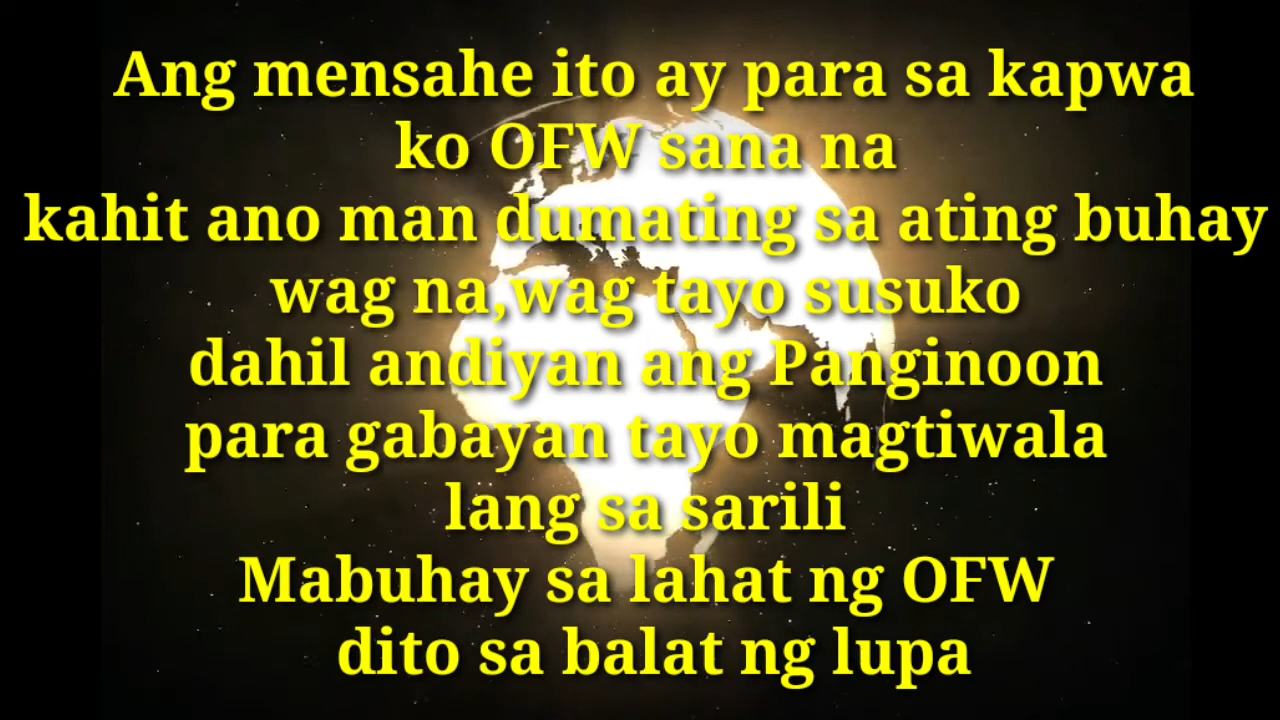 Ang mensahe ito ay para sa kapwa
ko OFW sana na
kahit ano man dumating sa ating buhay
wag na,wag tayo susuko
dahil andiyan ang Panginoon
para gabayan tayo magtiwala
lang sa sarili
Mabuhay sa lahat ng OFW
dito sa balat ng lupa